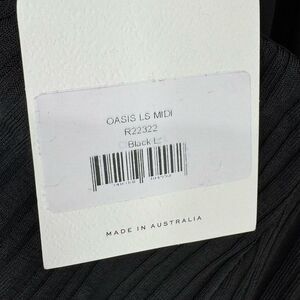 OASIS LS MIDI
R22322
Black L
MADE IN AUSTRALIA